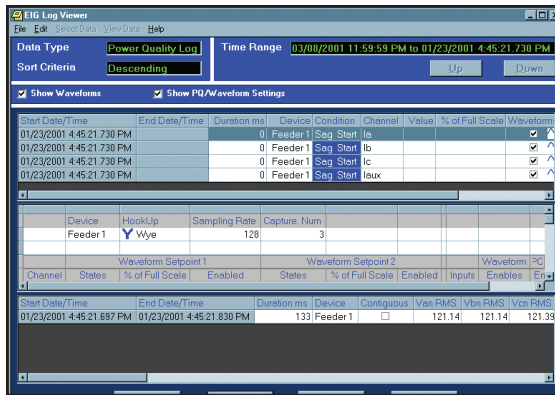 EIG Log Viewer
File Edit Select Data View Data Help
Data Type Power Quality Log Time Range 03/08/2001 11:59:59 PM to 01/23/2001 4:45:21.730 PM
Sort Criteria Descending Up Down
Show Waveforms Show PQ/Waveform Settings
Start Date/Time End Date/Time Duration ms Device Condition Channel Value % of Full Scale Waveforms
01/23/2001 4:45:21.730 PM 0 Feeder 1 Sag Start Ia
01/23/2001 4:45:21.730 PM 0 Feeder 1 Sag Start Ib
01/23/2001 4:45:21.730 PM 0 Feeder 1 Sag Start Ic
01/23/2001 4:45:21.730 PM 0 Feeder 1 Sag Start Iaux
Device HookUp Sampling Rate Capture. Num
Feeder 1 Wye 128 3
Waveform Setpoint 1 Waveform Setpoint 2 Waveform PC
Channel States % of Full Scale Enabled States % of Full Scale Enabled Inputs Enables En
Start Date/Time End Date/Time Duration ms Device Contiguous Van RMS Vbn RMS Vcn RMS
01/23/2001 4:45:21.697 PM 01/23/2001 4:45:21.830 PM 133 Feeder 1 121.14 121.14 121.39